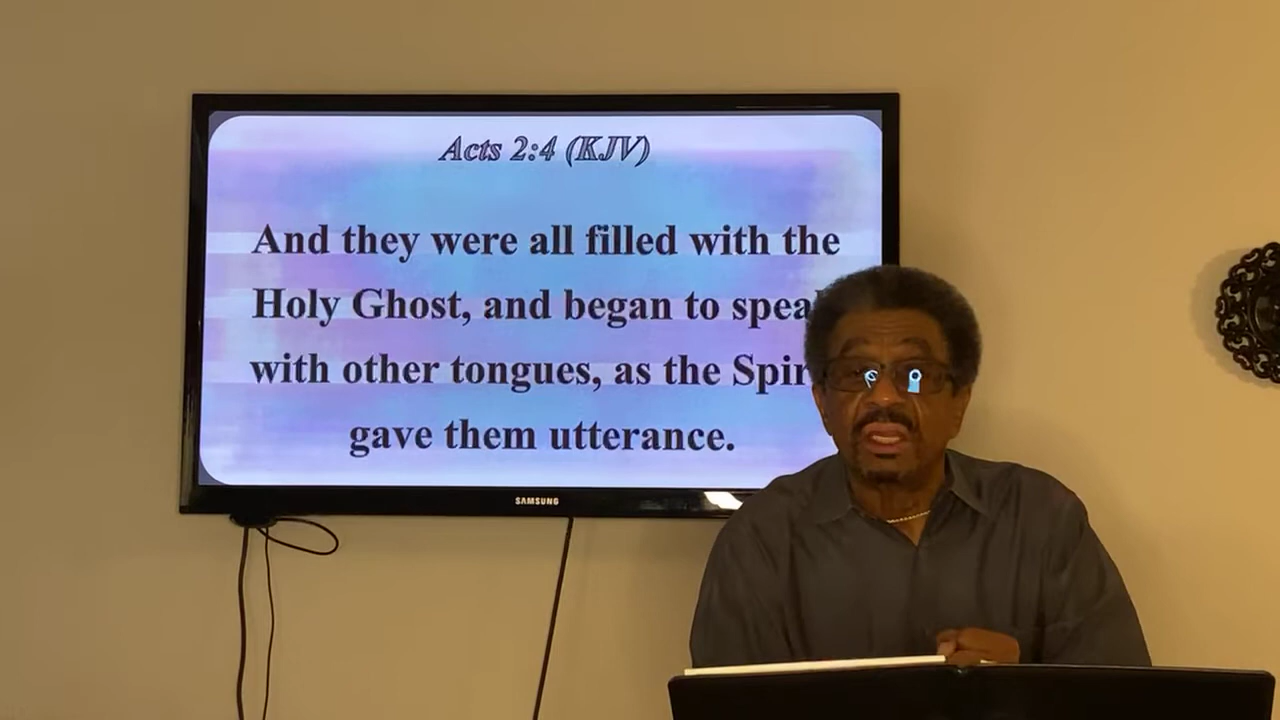 Acts 2:4 (KJV)
And they were all filled with the
Holy Ghost, and began to
with other tongues, as the
gave them utterance.
SAMSUNG